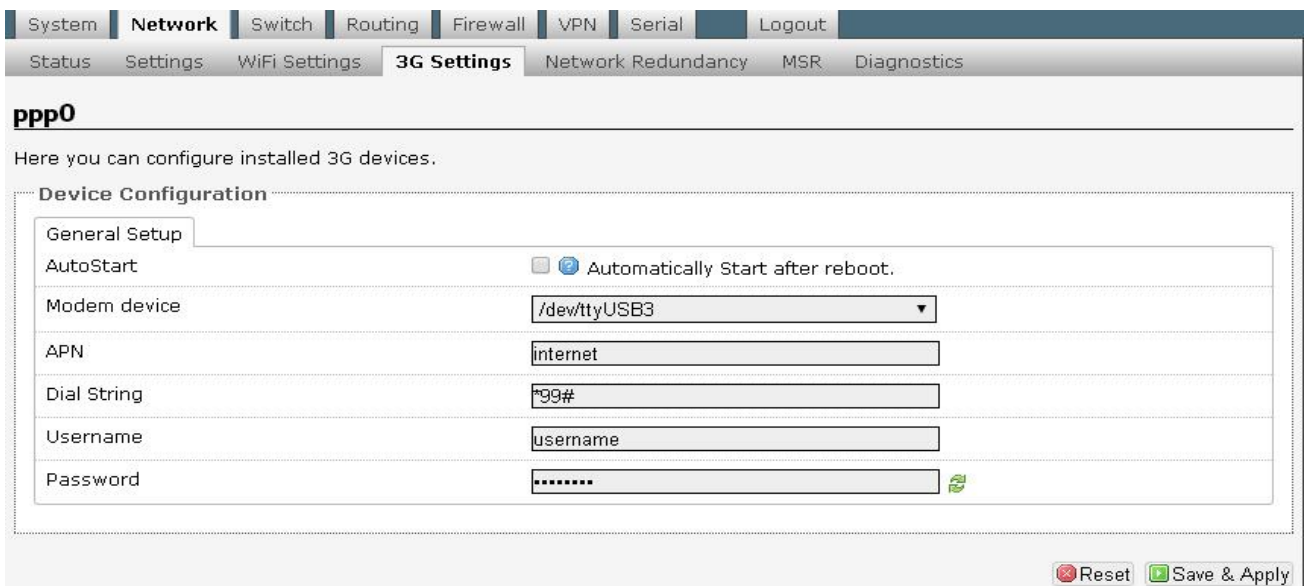 System Network Switch Routing Firewall VPN Serial Logout
Status Settings WiFi Settings 3G Settings Network Redundancy MSR Diagnostics
ppp0
Here you can configure installed 3G devices.
Device Configuration
General Setup
AutoStart Automatically Start after reboot.
Modem device /dev/ttyUSB3
APN internet
Dial String *99#
Username username
Password ••••••••
Reset Save & Apply